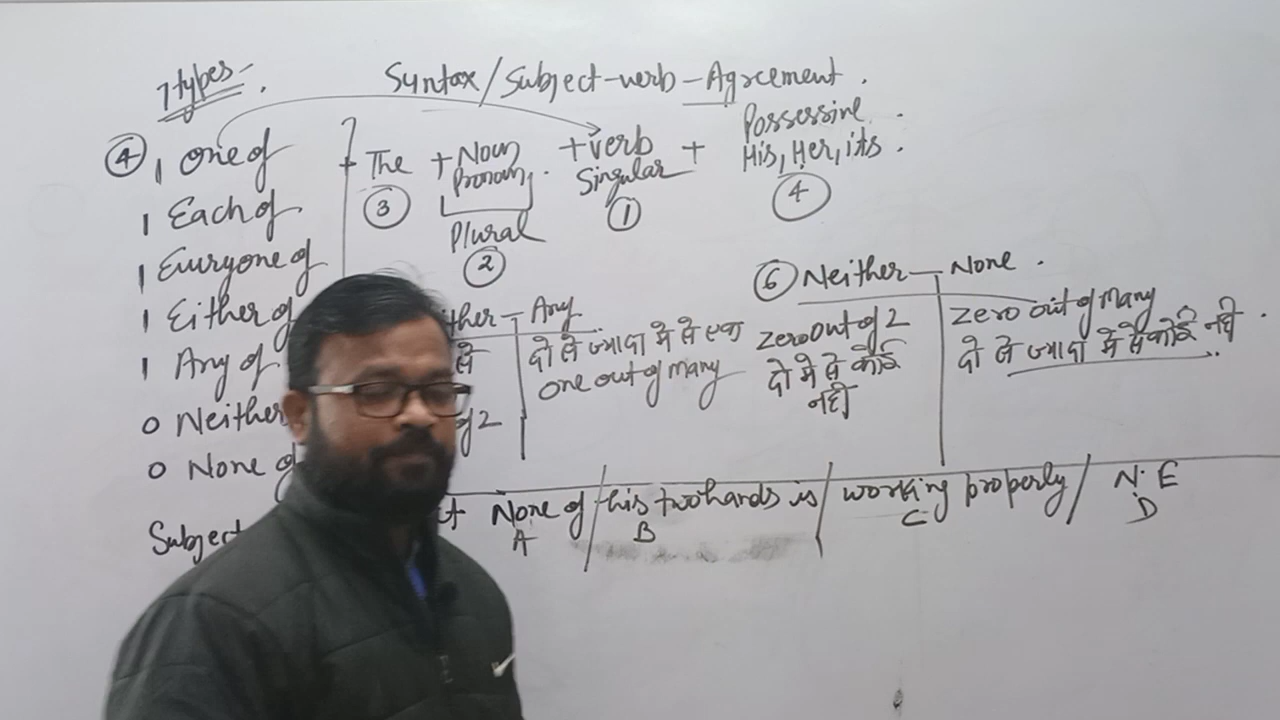 7 types -
Syntax/Subject-verb-Agreement.
④ 1 One of + The + Noun Pronoun. + verb Singular + Possessive His, Her, its.
③ Plural ② ① ④
1 Each of
1 Everyone of
1 Either of
1 Any of
0 Neither
0 None of
ther - Any
से दो से ज्यादा में से एक
one out of many
of 2
⑥ Neither - None.
zero out of 2
दो में से कोई
नहीं
zero out of many
दो से ज्यादा में से कोई नहीं.
Subject
None of / his two hands is / working properly / N.E
A B C D